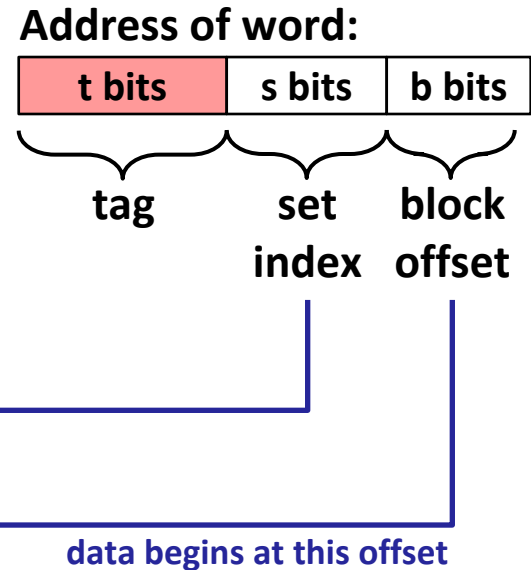 Address of word:
t bits s bits b bits
tag set block
index offset
data begins at this offset